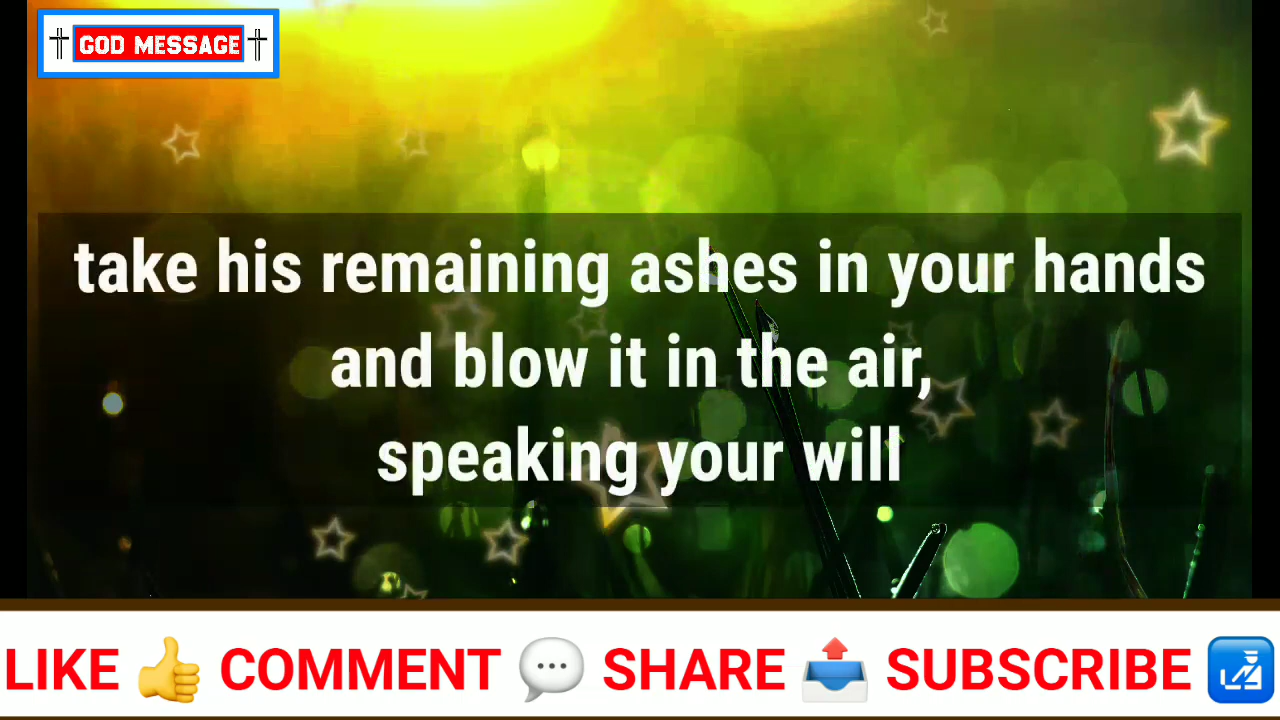 GOD MESSAGE
take his remaining ashes in your hands
and blow it in the air,
speaking your will
LIKE 👍 COMMENT 💬 SHARE 📤 SUBSCRIBE 🛃